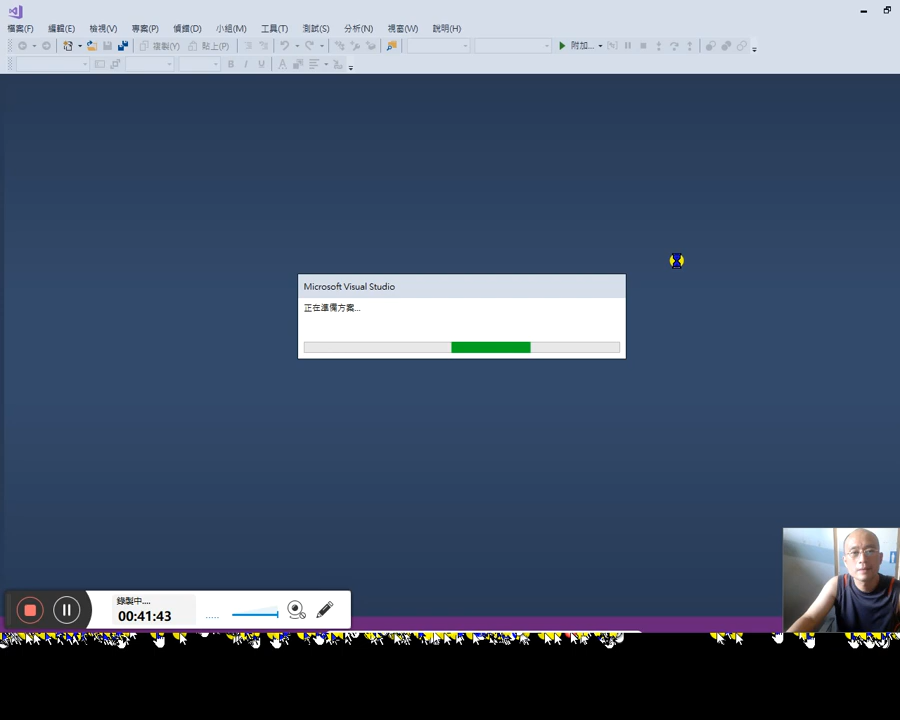 檔案(F) 編輯(E) 檢視(V) 專案(P) 偵錯(D) 小組(M) 工具(T) 測試(S) 分析(N) 視窗(W) 說明(H)
複製(Y) 貼上(P) 附加...
B I U A
Microsoft Visual Studio
正在準備方案...
錄製中....
00:41:43
.....